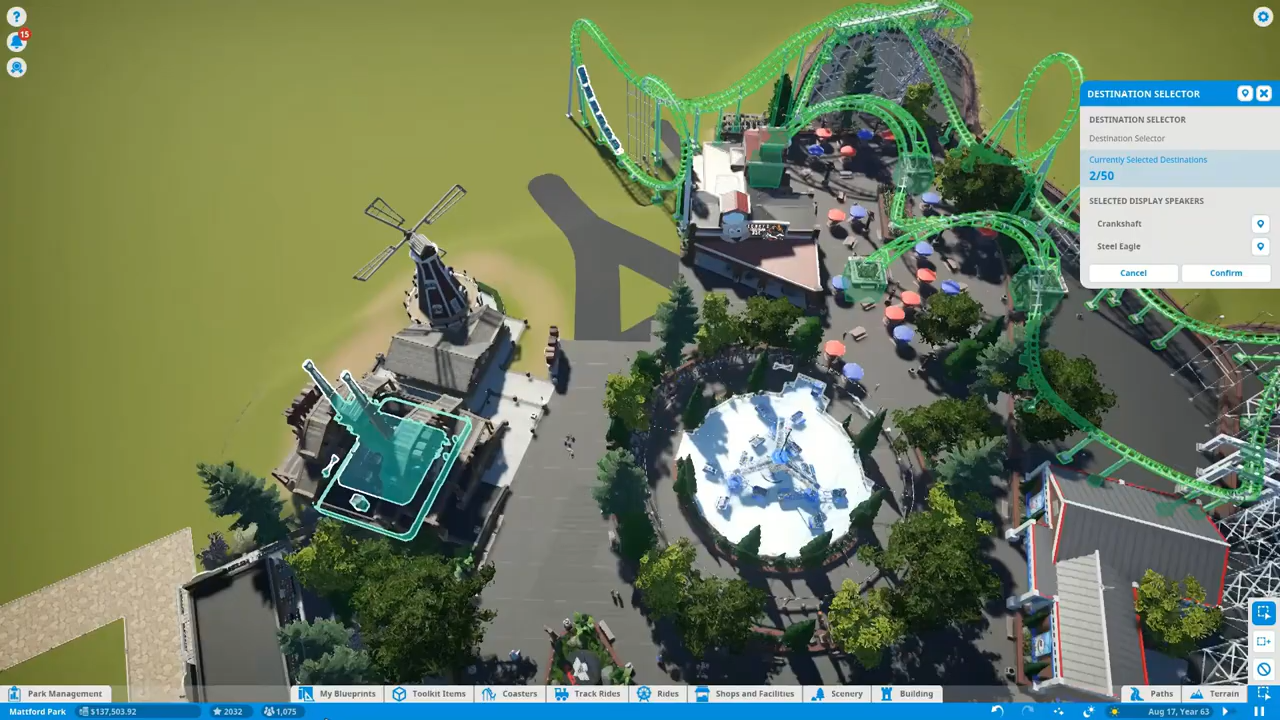 ?
15
DESTINATION SELECTOR
DESTINATION SELECTOR
Destination Selector
Currently Selected Destinations
2/50
SELECTED DISPLAY SPEAKERS
Crankshaft
Steel Eagle
Cancel
Confirm
Park Management
My Blueprints
Toolkit Items
Coasters
Track Rides
Rides
Shops and Facilities
Scenery
Building
Paths
Terrain
Mattford Park
$137,503.92
2032
1,075
Aug 17, Year 63